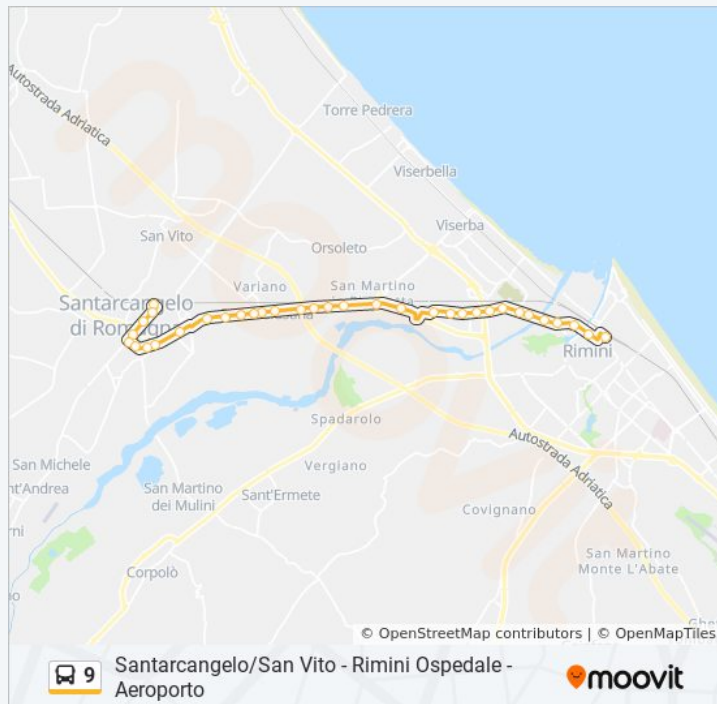 Autostrada Adriatica
Torre Pedrera
Viserbella
Viserba
San Vito
Orsoleto
Variano
San Martino
Santarcangelo
di Romagna
Rimini
Spadarolo
Autostrada Adriatica
San Michele
Vergiano
nt'Andrea
San Martino
dei Mulini
Sant'Ermete
Covignano
San Martino
Monte L'Abate
Corpolò
© OpenStreetMap contributors | © OpenMapTiles
9
Santarcangelo/San Vito - Rimini Ospedale -
Aeroporto
moovit